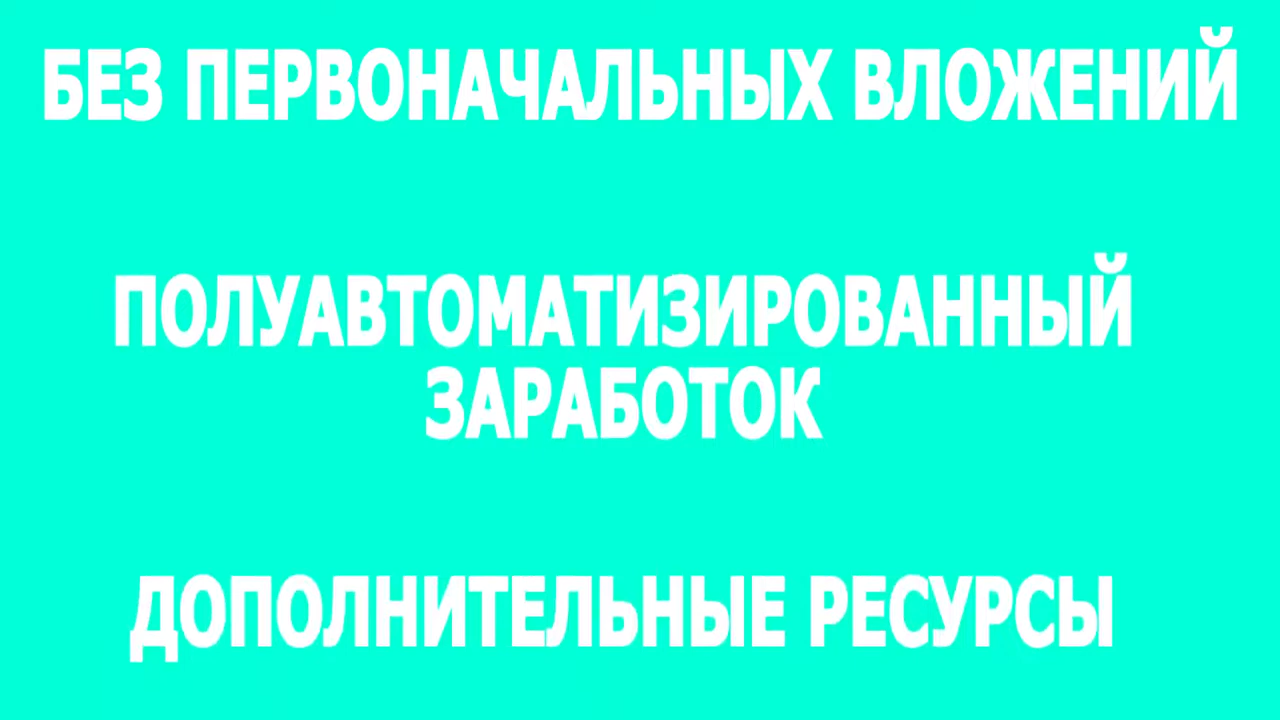 БЕЗ ПЕРВОНАЧАЛЬНЫХ ВЛОЖЕНИЙ
ПОЛУАВТОМАТИЗИРОВАННЫЙ
ЗАРАБОТОК
ДОПОЛНИТЕЛЬНЫЕ РЕСУРСЫ